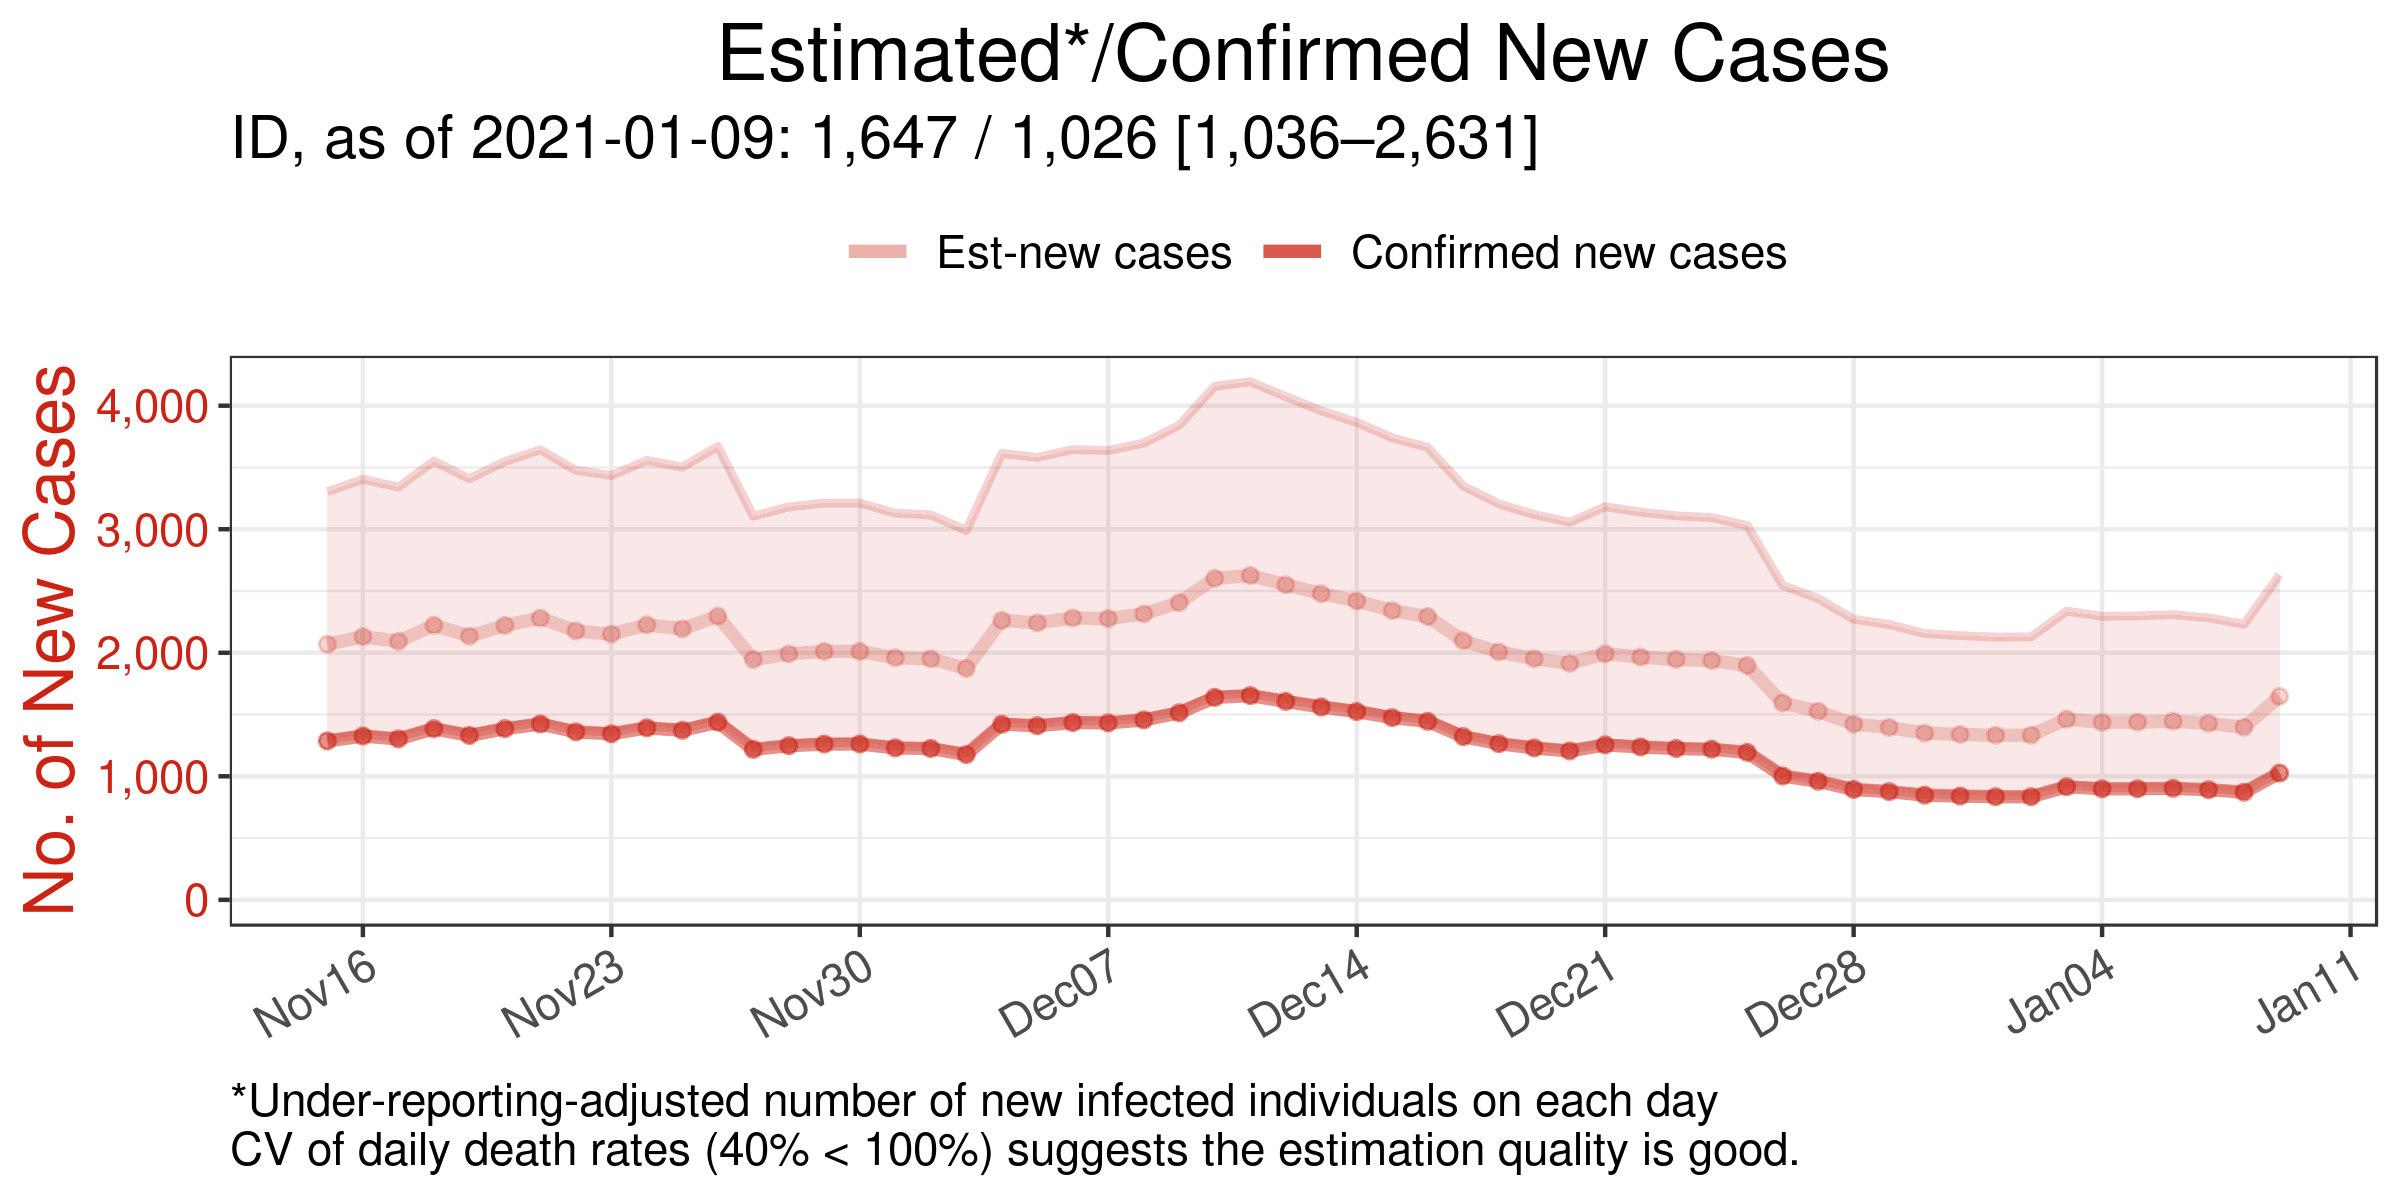 Estimated*/Confirmed New Cases
ID, as of 2021-01-09: 1,647 / 1,026 [1,036–2,631]
Est-new cases
Confirmed new cases
No. of New Cases
4,000
3,000
2,000
1,000
0
Nov16
Nov23
Nov30
Dec07
Dec14
Dec21
Dec28
Jan04
Jan11
*Under-reporting-adjusted number of new infected individuals on each day
CV of daily death rates (40% < 100%) suggests the estimation quality is good.